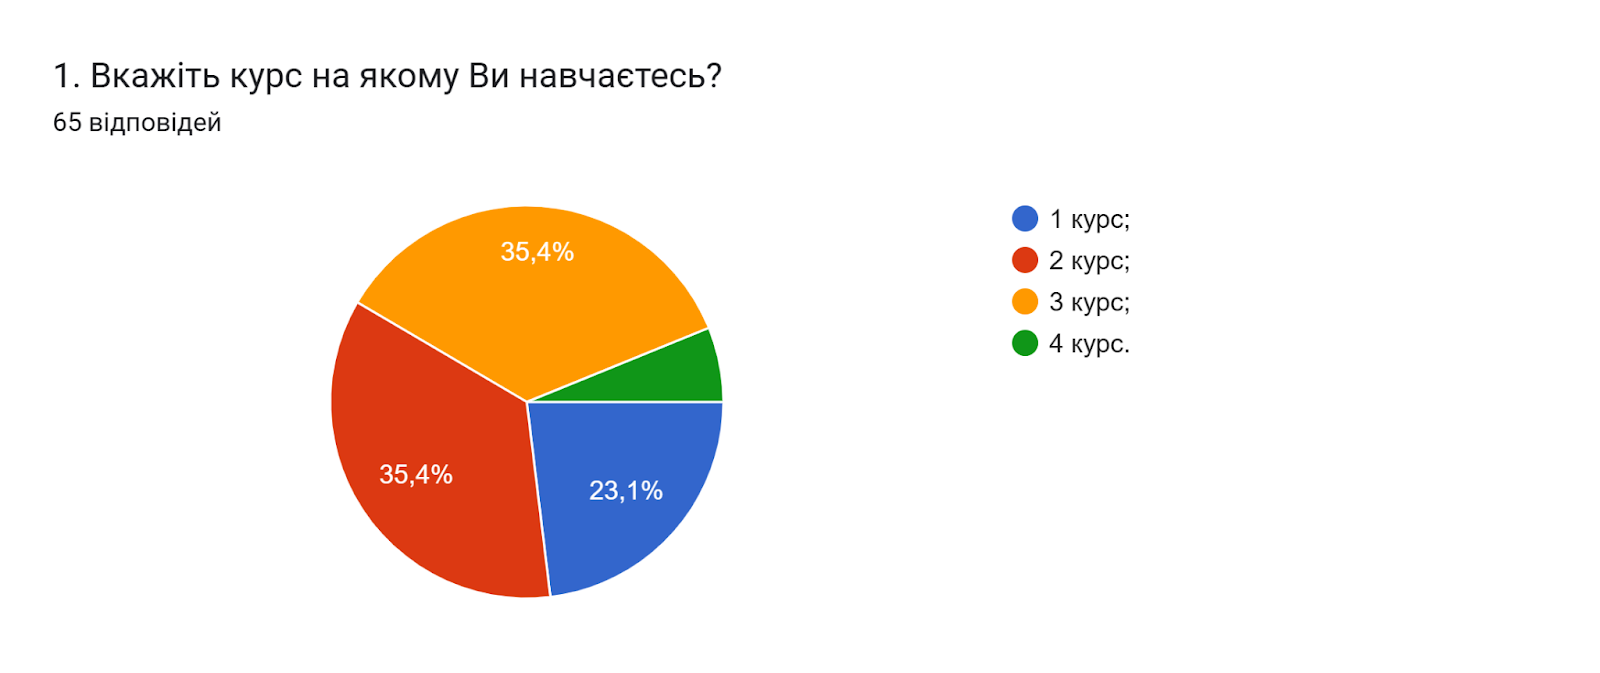 1. Вкажіть курс на якому Ви навчаєтесь?
65 відповідей
35,4%
35,4%
23,1%
1 курс;
2 курс;
3 курс;
4 курс.